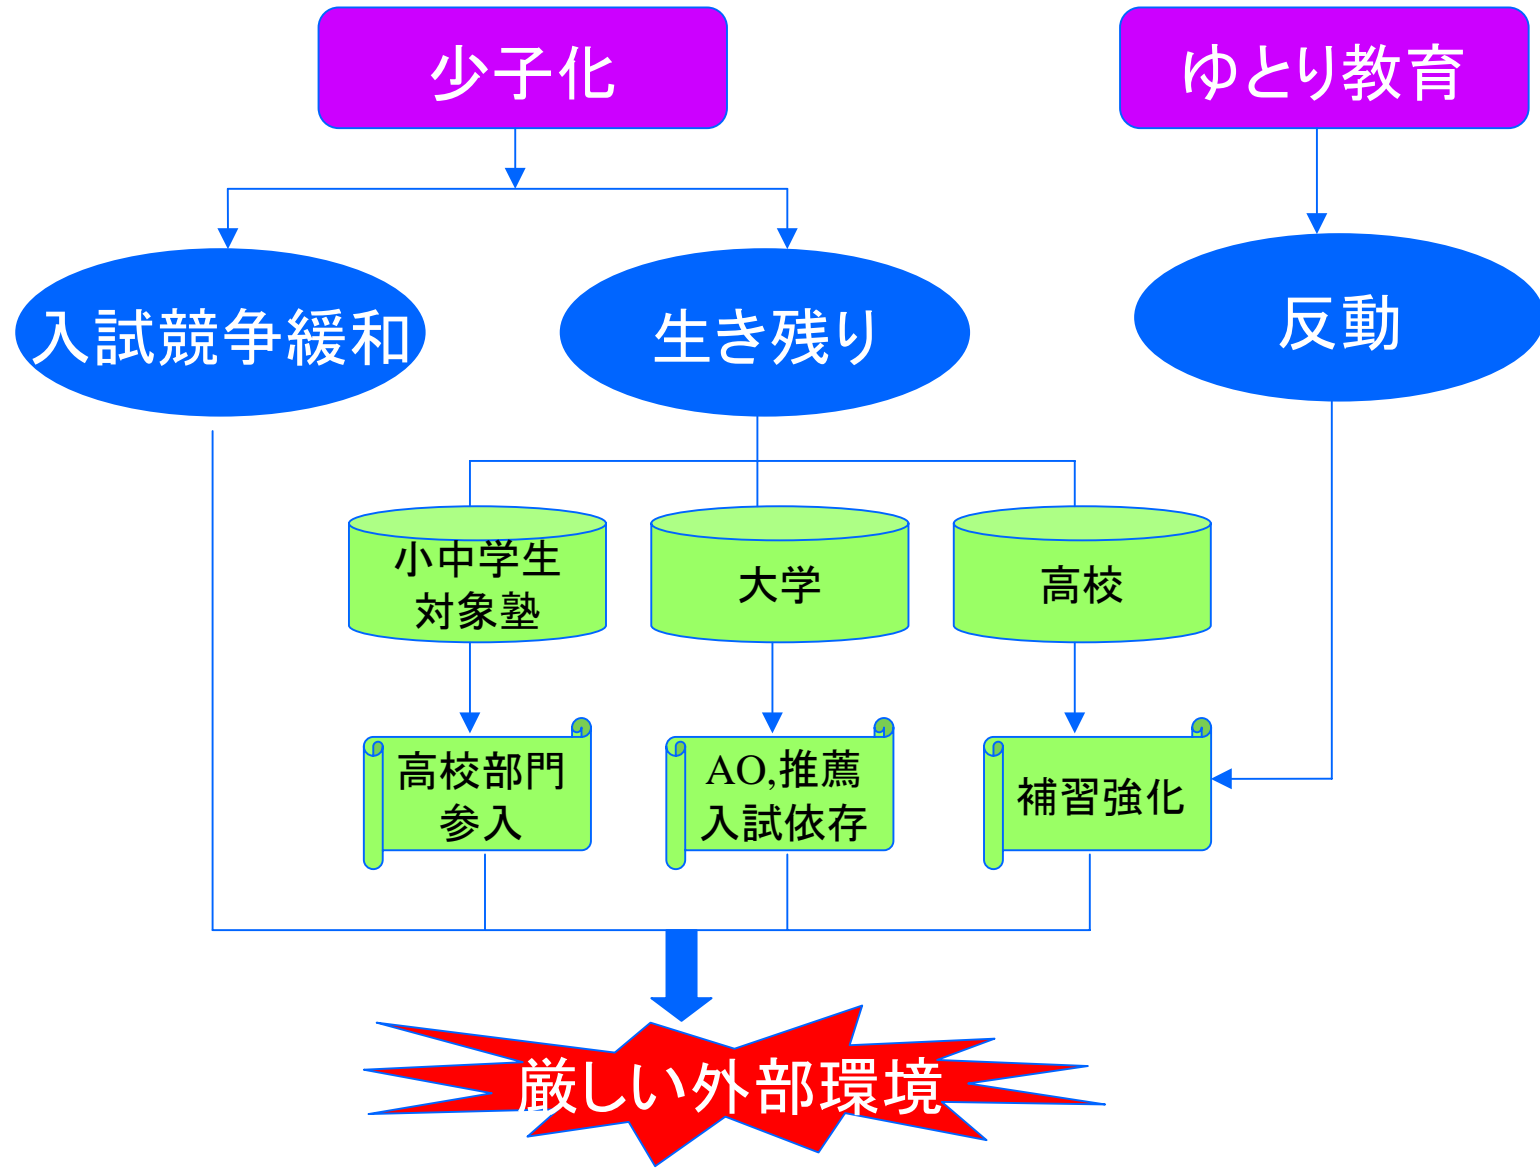 少子化
ゆとり教育
入試競争緩和
生き残り
反動
小中学生
対象塾
大学
高校
高校部門
参入
AO,推薦
入試依存
補習強化
厳しい外部環境